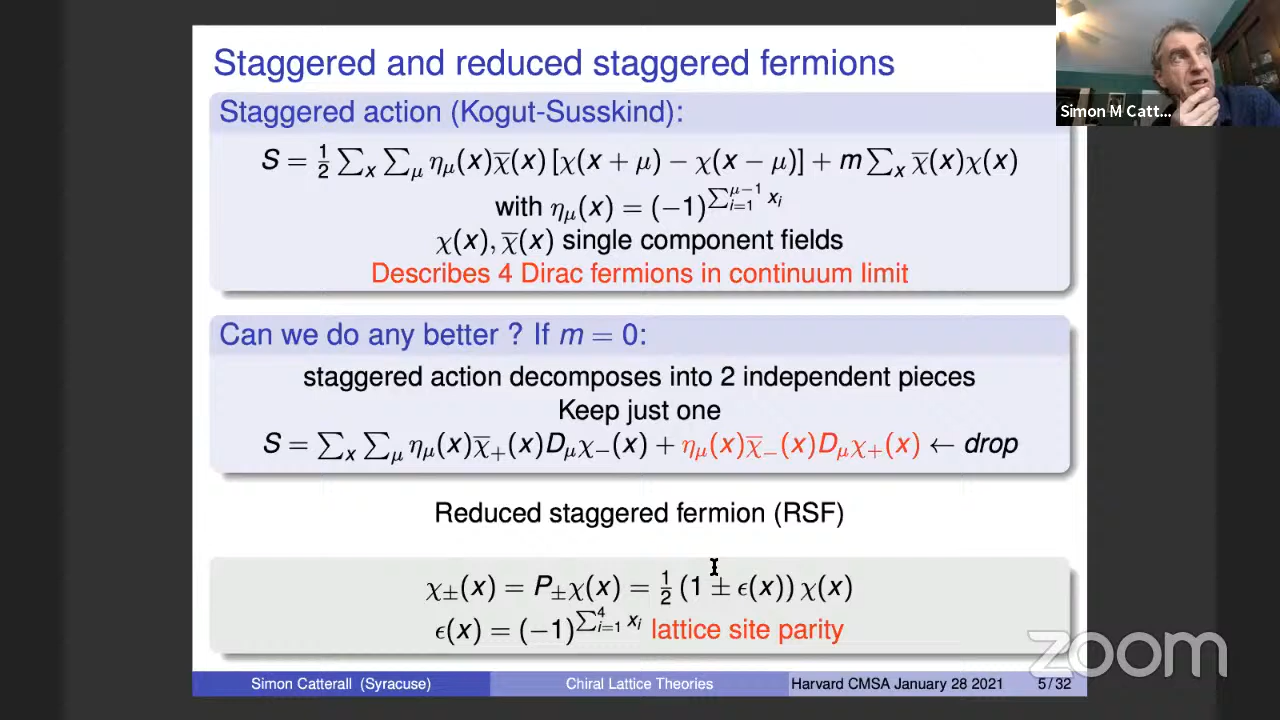 Staggered and reduced staggered fermions
Staggered action (Kogut-Susskind):
S = ½ ∑ₓ ∑_μ η_μ(x)χ̅(x) [χ(x + μ) − χ(x − μ)] + m ∑ₓ χ̅(x)χ(x)
with η_μ(x) = (−1)^{∑_{i=1}^{μ−1} x_i}
χ(x), χ̅(x) single component fields
Describes 4 Dirac fermions in continuum limit
Can we do any better ? If m = 0:
staggered action decomposes into 2 independent pieces
Keep just one
S = ∑ₓ ∑_μ η_μ(x)χ̅₊(x)D_μχ₋(x) + η_μ(x)χ̅₋(x)D_μχ₊(x) ← drop
Reduced staggered fermion (RSF)
χ_±(x) = P_±χ(x) = ½ (1 ± ϵ(x)) χ(x)
ϵ(x) = (−1)^{∑_{i=1}^{4} x_i} lattice site parity
Simon Catterall (Syracuse) Chiral Lattice Theories Harvard CMSA January 28 2021 5 / 32
Simon M Catt...
zoom